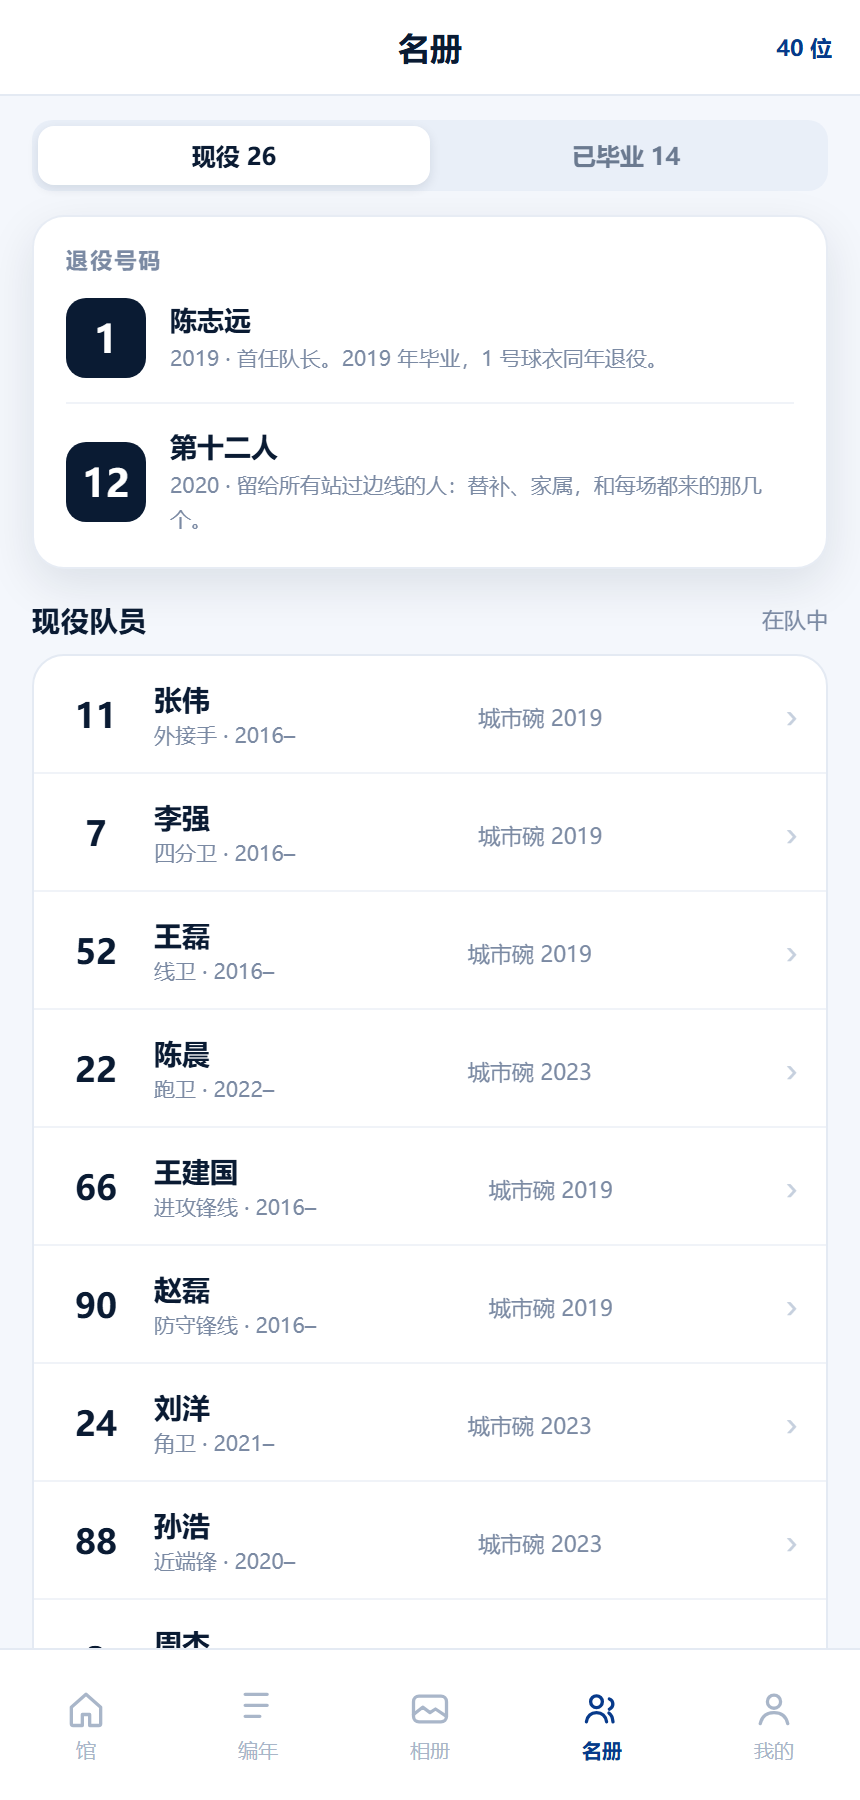 名册
40 位
现役 26
已毕业 14
退役号码
1
陈志远
2019 · 首任队长。2019 年毕业，1 号球衣同年退役。
12
第十二人
2020 · 留给所有站过边线的人：替补、家属，和每场都来的那几
个。
现役队员
在队中
11
张伟
外接手 · 2016–
城市碗 2019
7
李强
四分卫 · 2016–
城市碗 2019
52
王磊
线卫 · 2016–
城市碗 2019
22
陈晨
跑卫 · 2022–
城市碗 2023
66
王建国
进攻锋线 · 2016–
城市碗 2019
90
赵磊
防守锋线 · 2016–
城市碗 2019
24
刘洋
角卫 · 2021–
城市碗 2023
88
孙浩
近端锋 · 2020–
城市碗 2023
周杰
馆
编年
相册
名册
我的